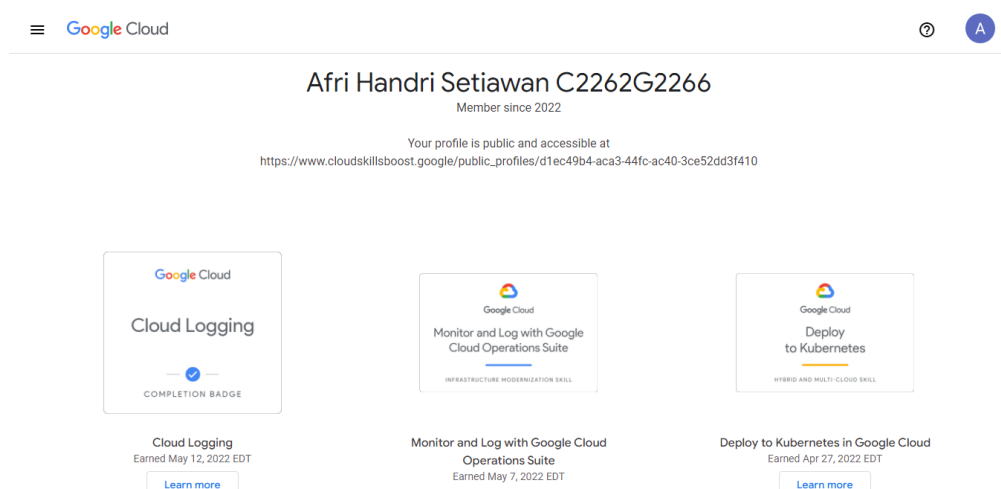 Google Cloud
A
Afri Handri Setiawan C2262G2266
Member since 2022
Your profile is public and accessible at
https://www.cloudskillsboost.google/public_profiles/d1ec49b4-aca3-44fc-ac40-3ce52dd3f410
Google Cloud
Cloud Logging
COMPLETION BADGE
Cloud Logging
Earned May 12, 2022 EDT
Learn more
Google Cloud
Monitor and Log with Google
Cloud Operations Suite
INFRASTRUCTURE MODERNIZATION SKILL
Monitor and Log with Google Cloud
Operations Suite
Earned May 7, 2022 EDT
Google Cloud
Deploy
to Kubernetes
HYBRID AND MULTI-CLOUD SKILL
Deploy to Kubernetes in Google Cloud
Earned Apr 27, 2022 EDT
Learn more